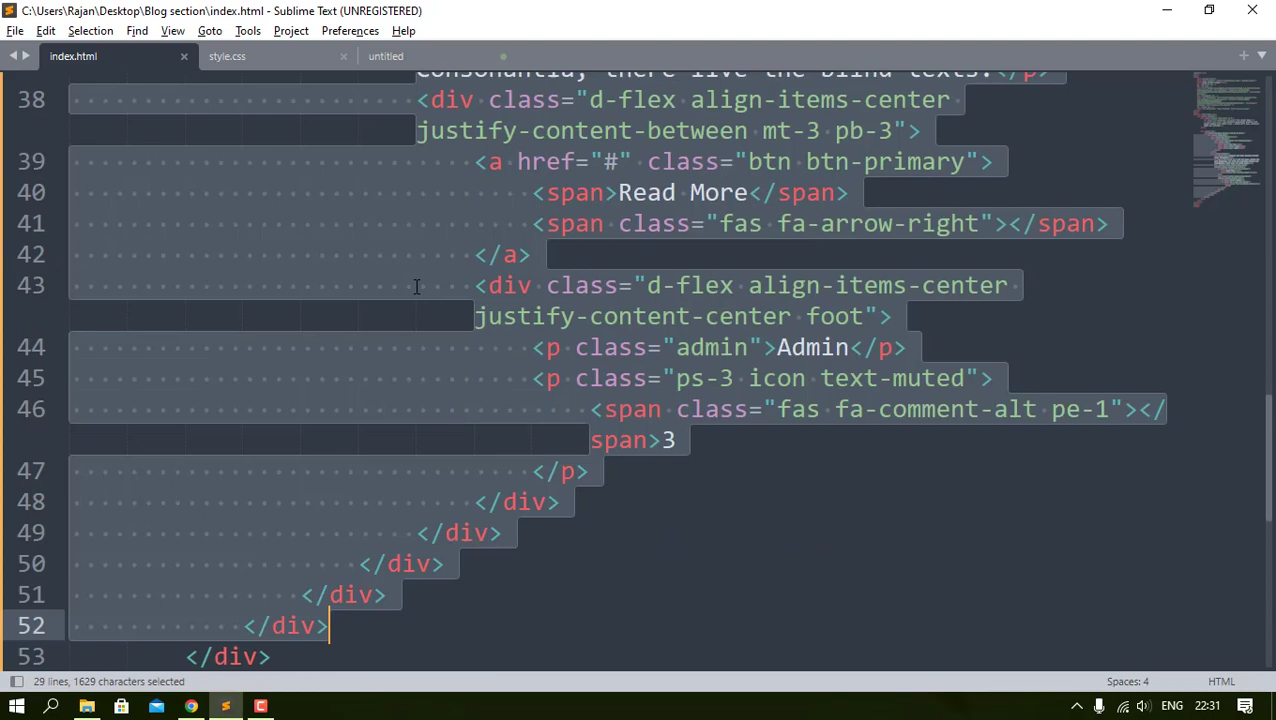 C:\Users\Rajan\Desktop\Blog section\index.html - Sublime Text (UNREGISTERED)
File Edit Selection Find View Goto Tools Project Preferences Help
index.html style.css untitled
Consonantia, there live the blind texts.</p>
38 <div class="d-flex align-items-center
justify-content-between mt-3 pb-3">
39 <a href="#" class="btn btn-primary">
40 <span>Read More</span>
41 <span class="fas fa-arrow-right"></span>
42 </a>
43 <div class="d-flex align-items-center
justify-content-center foot">
44 <p class="admin">Admin</p>
45 <p class="ps-3 icon text-muted">
46 <span class="fas fa-comment-alt pe-1"></
span>3
47 </p>
48 </div>
49 </div>
50 </div>
51 </div>
52 </div>
53 </div>
29 lines, 1629 characters selected Spaces: 4 HTML
ENG 22:31